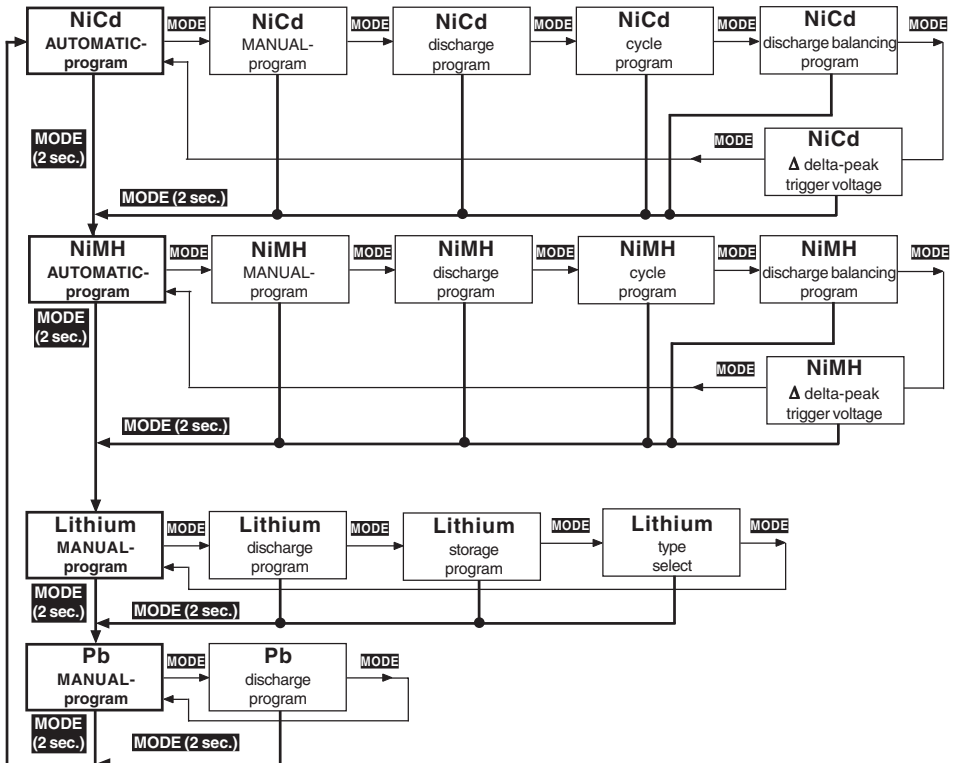 NiCd
AUTOMATIC-
program
MODE
NiCd
MANUAL-
program
MODE
NiCd
discharge
program
MODE
NiCd
cycle
program
MODE
NiCd
discharge balancing
program
MODE
MODE
(2 sec.)
MODE
NiCd
Δ delta-peak
trigger voltage
MODE (2 sec.)
NiMH
AUTOMATIC-
program
MODE
NiMH
MANUAL-
program
MODE
NiMH
discharge
program
MODE
NiMH
cycle
program
MODE
NiMH
discharge balancing
program
MODE
MODE
(2 sec.)
MODE
NiMH
Δ delta-peak
trigger voltage
MODE (2 sec.)
Lithium
MANUAL-
program
MODE
Lithium
discharge
program
MODE
Lithium
storage
program
MODE
Lithium
type
select
MODE
MODE
(2 sec.)
MODE (2 sec.)
Pb
MANUAL-
program
MODE
Pb
discharge
program
MODE
MODE
(2 sec.)
MODE (2 sec.)